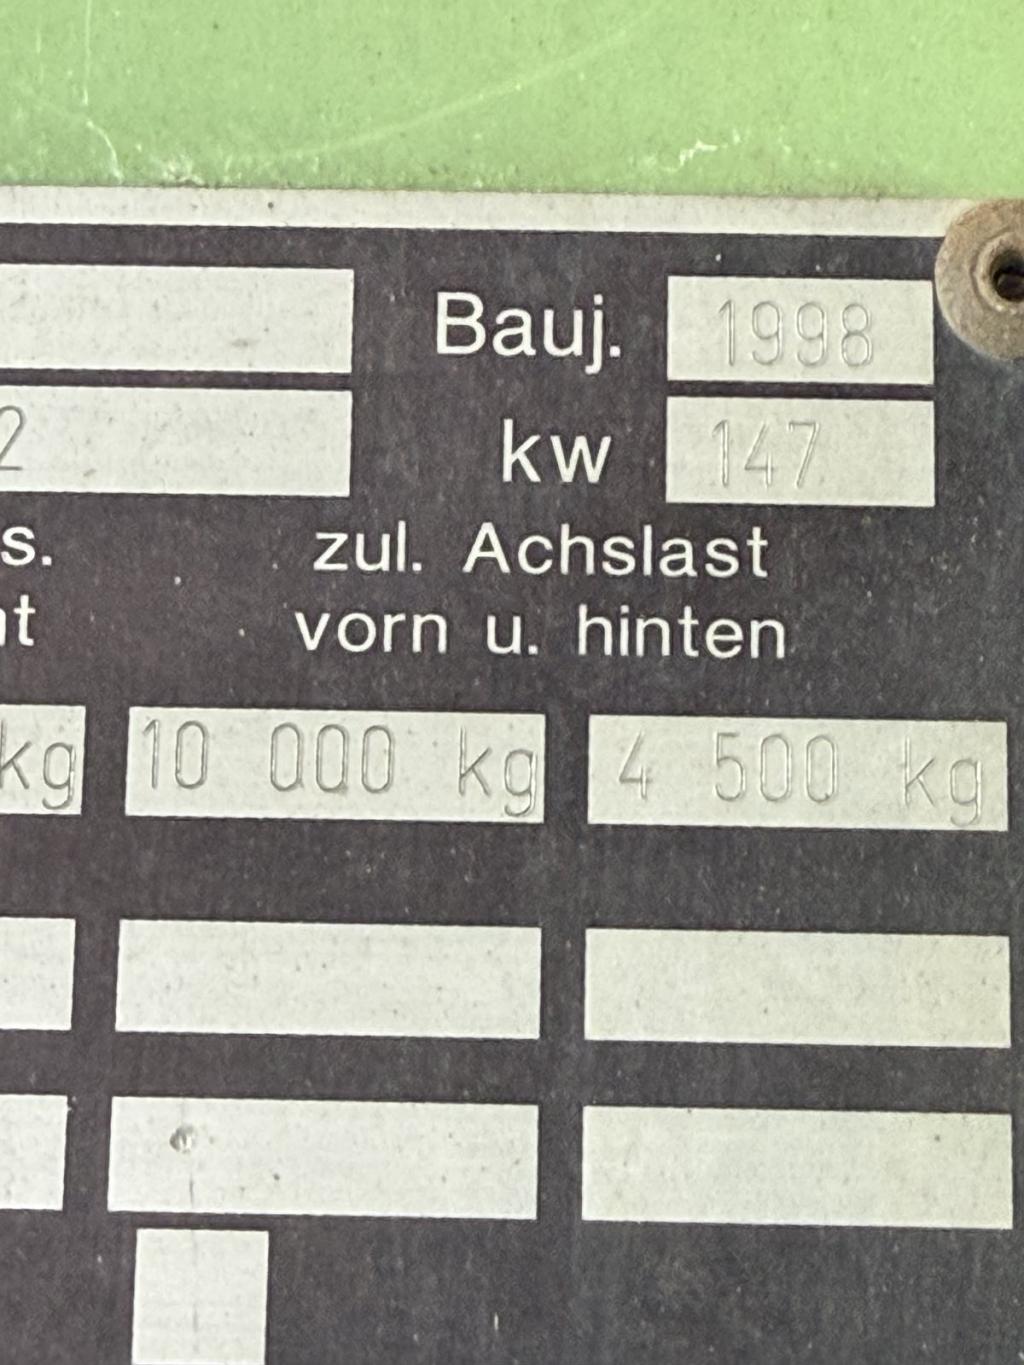 Bauj. 1998
2 kw 147
s. zul. Achslast
t vorn u. hinten
kg 10 000 kg 4 500 kg